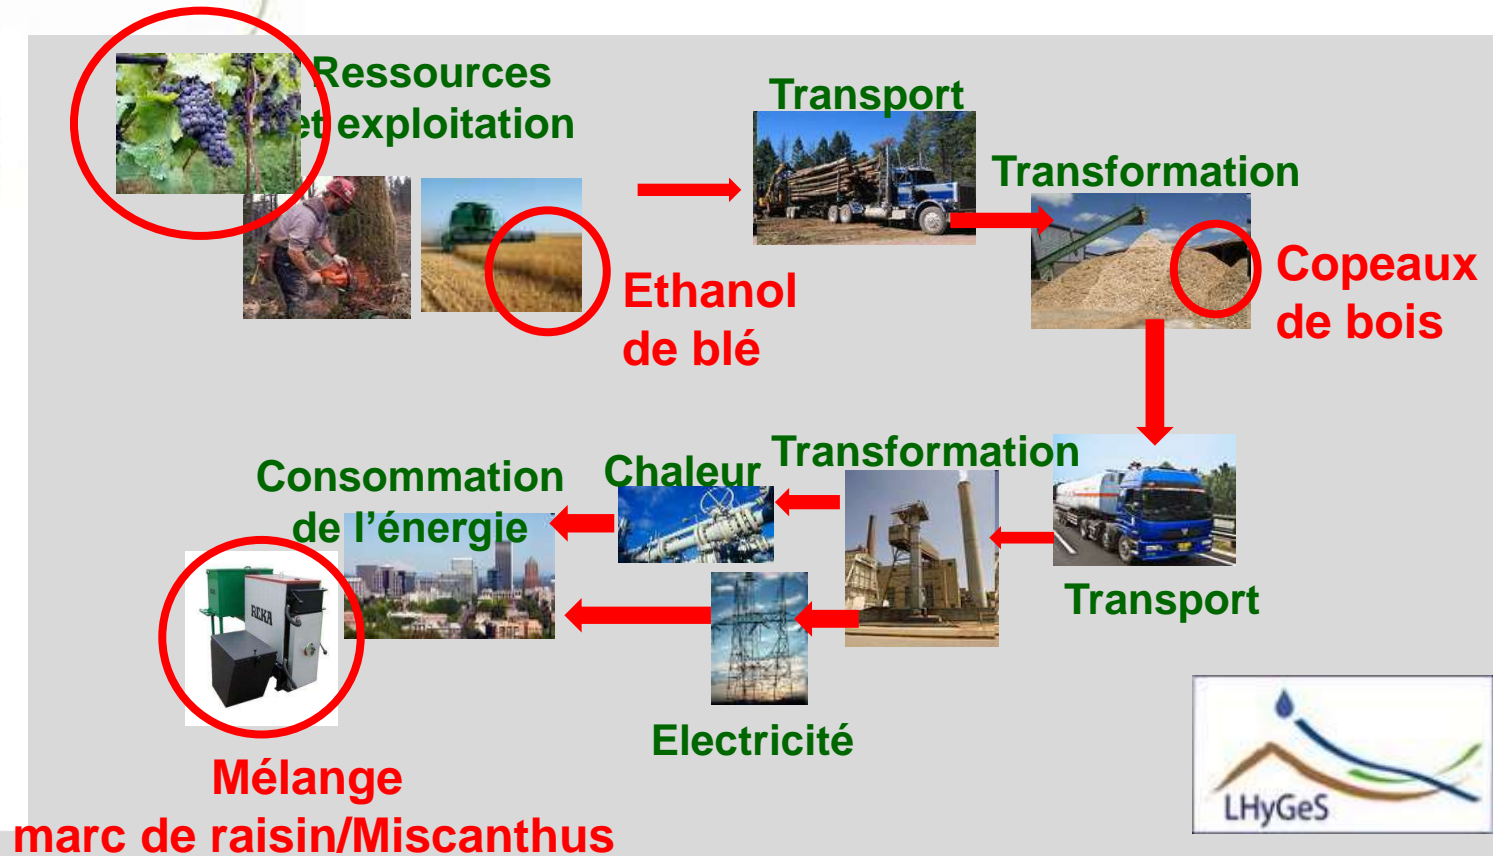 Ressources
et exploitation
Transport
Transformation
Ethanol
de blé
Copeaux
de bois
Consommation
de l'énergie
Chaleur
Transformation
Transport
REKA
Electricité
Mélange
marc de raisin/Miscanthus
LHyGeS